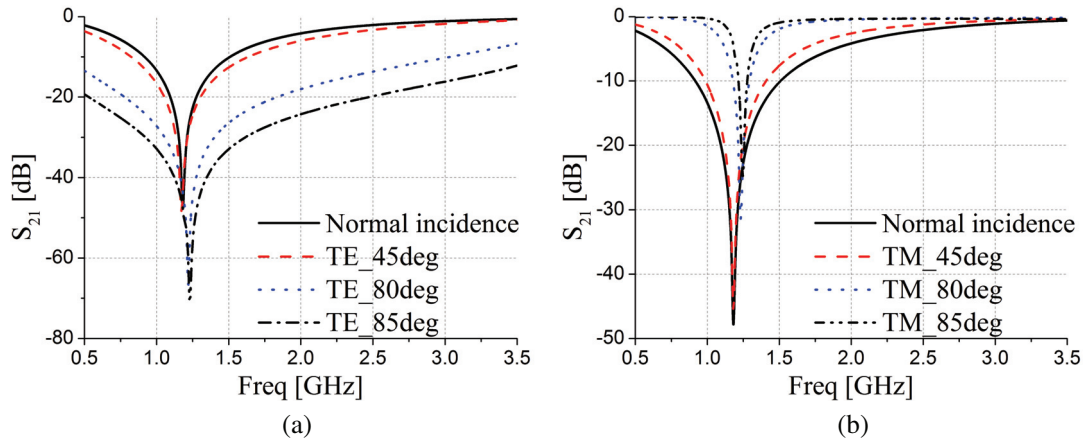 0
-20
-40
-60
-80
S21 [dB]
Normal incidence
TE_45deg
TE_80deg
TE_85deg
0.5 1.0 1.5 2.0 2.5 3.0 3.5
Freq [GHz]
(a)
0
-10
-20
-30
-40
-50
S21 [dB]
Normal incidence
TM_45deg
TM_80deg
TM_85deg
0.5 1.0 1.5 2.0 2.5 3.0 3.5
Freq [GHz]
(b)